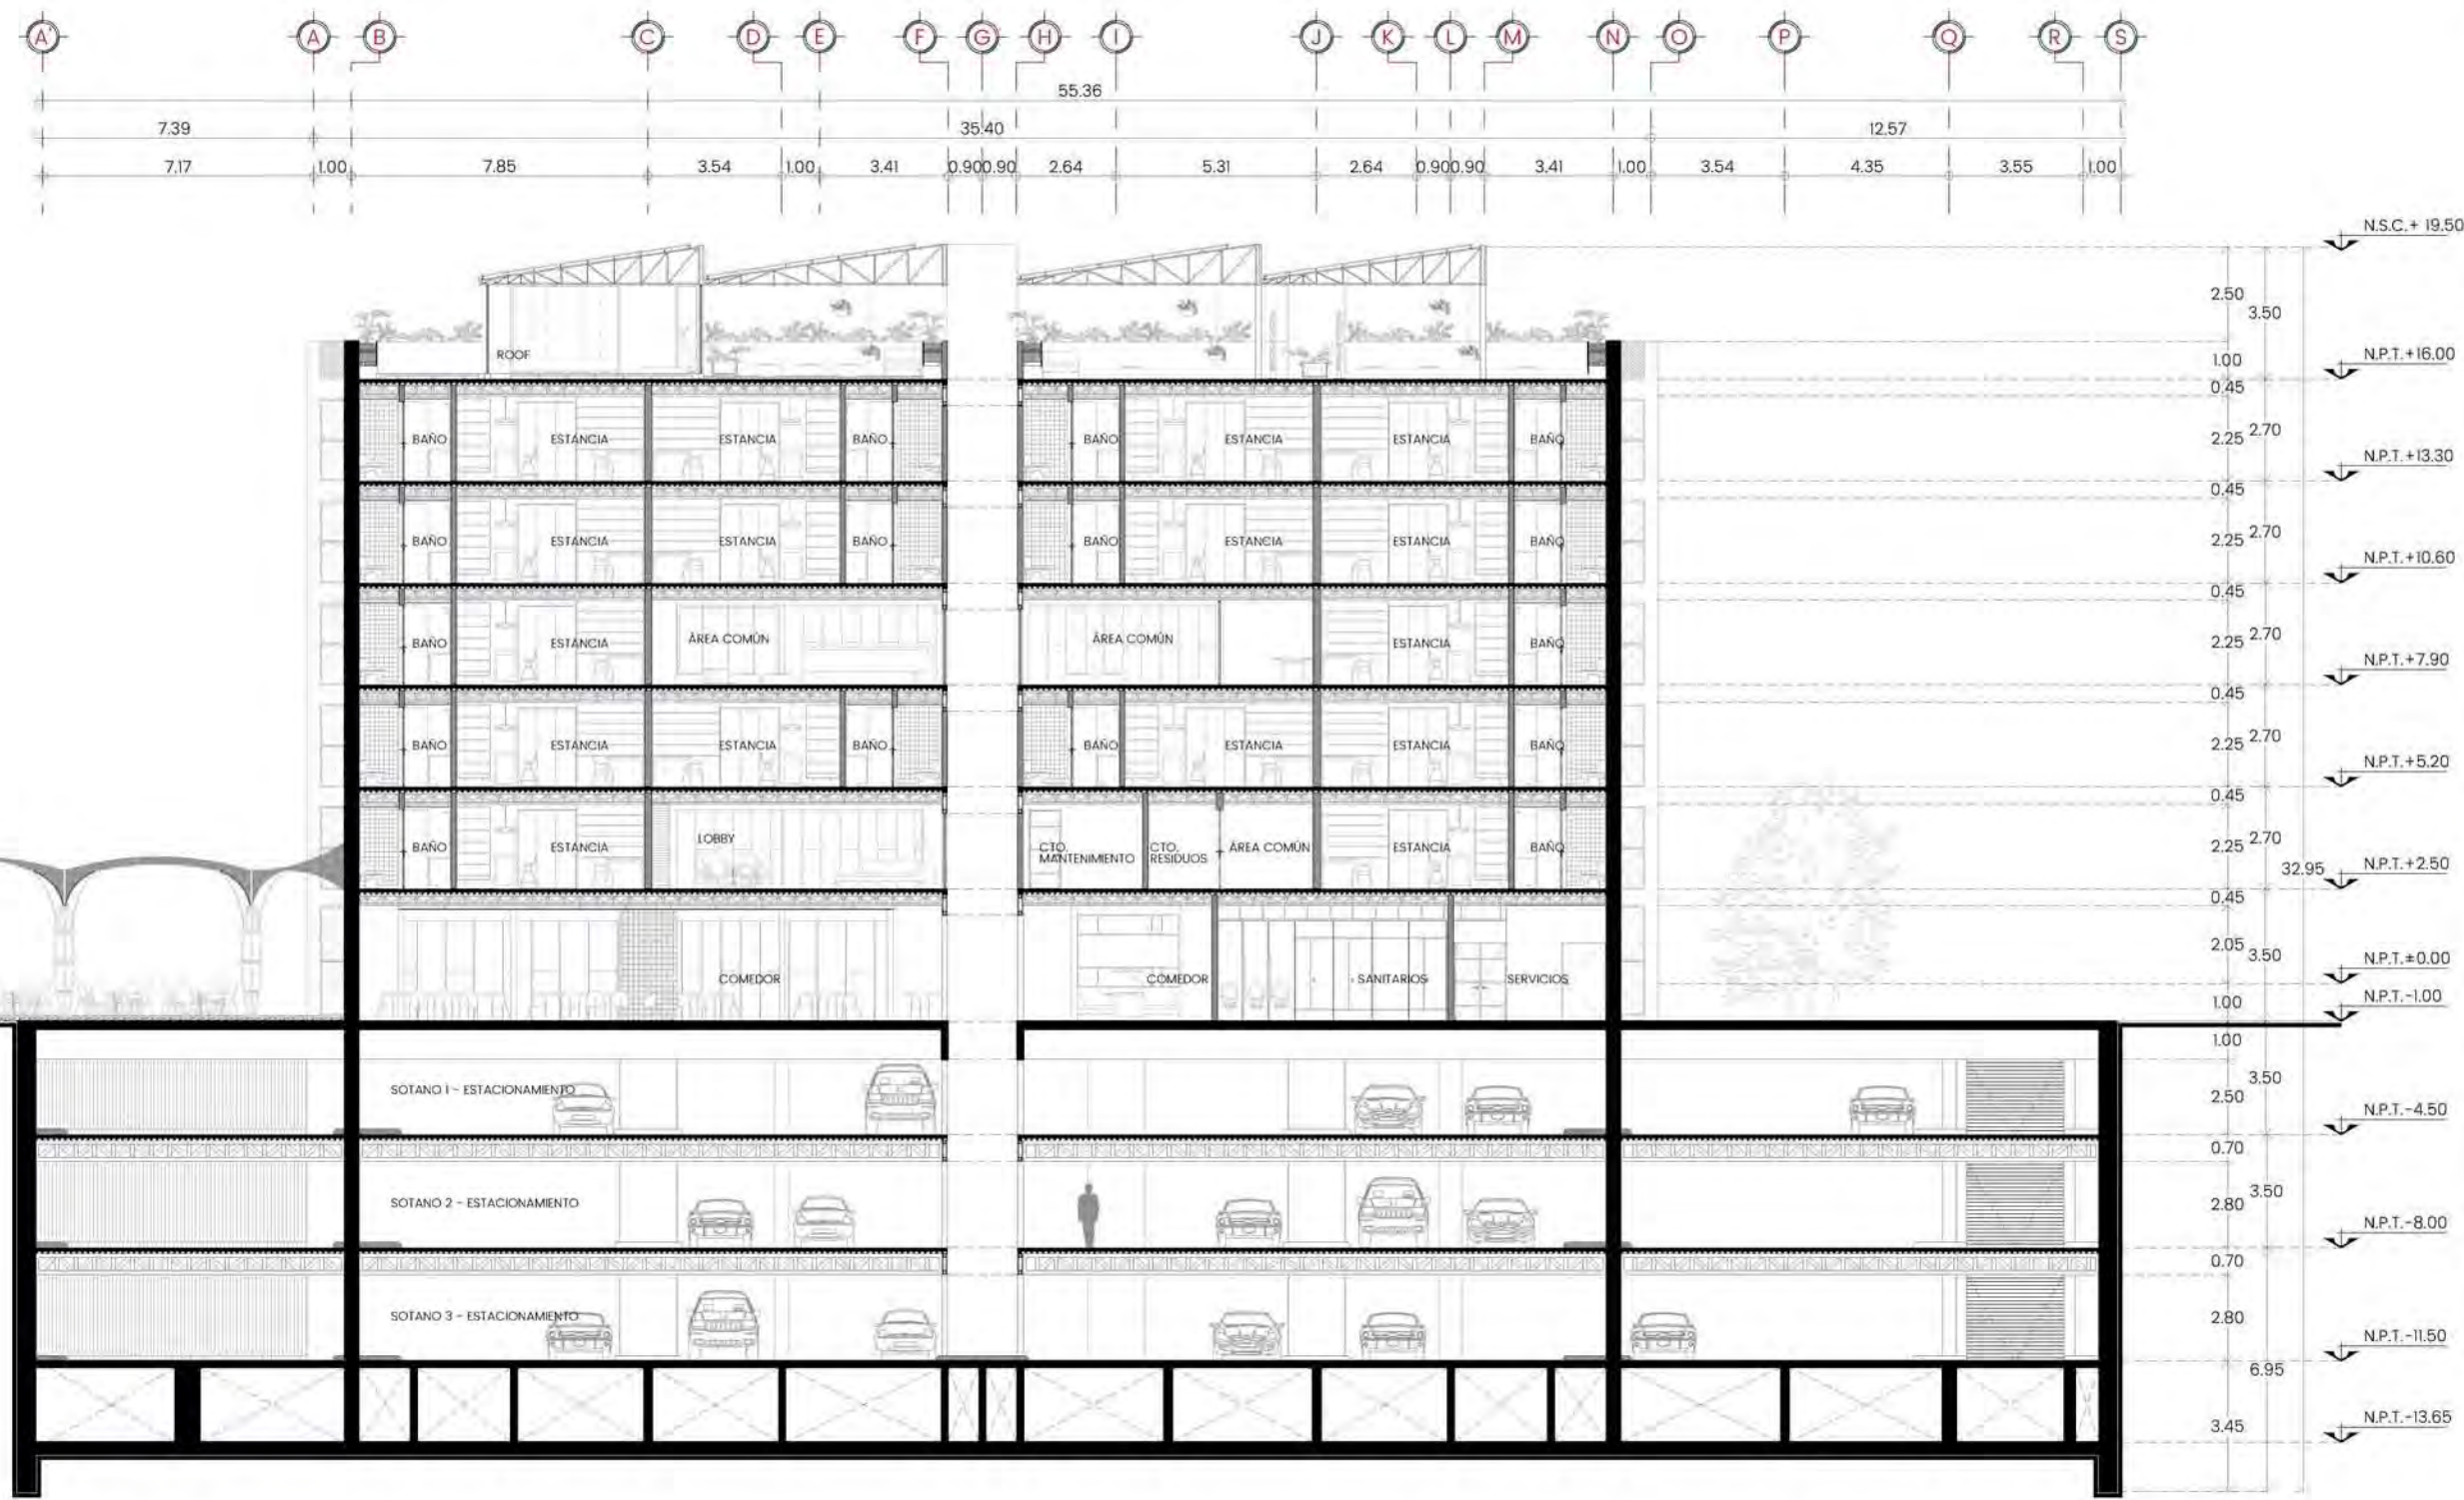 A' A B C D E F G' H I J K L M N O P Q R S
55.36
7.39 35.40 12.57
7.17 1.00 7.85 3.54 1.00 3.41 0.90 0.90 2.64 5.31 2.64 0.90 0.90 3.41 1.00 3.54 4.35 3.55 1.00
N.S.C.+ 19.50
2.50
3.50
ROOF
1.00
N.P.T.+16.00
0.45
BAÑO ESTANCIA ESTANCIA BAÑO BAÑO ESTANCIA ESTANCIA BAÑO
2.25 2.70
N.P.T.+13.30
0.45
BAÑO ESTANCIA ESTANCIA BAÑO BAÑO ESTANCIA ESTANCIA BAÑO
2.25 2.70
N.P.T.+10.60
0.45
BAÑO ESTANCIA ÀREA COMÚN ÀREA COMÚN ESTANCIA BAÑO
2.25 2.70
N.P.T.+7.90
0.45
BAÑO ESTANCIA ESTANCIA BAÑO BAÑO ESTANCIA ESTANCIA BAÑO
2.25 2.70
N.P.T.+5.20
0.45
BAÑO ESTANCIA LOBBY CTO. MANTENIMIENTO CTO. RESIDUOS ÀREA COMÚN ESTANCIA BAÑO
2.25 2.70
32.95
N.P.T.+2.50
0.45
2.05
3.50
N.P.T.±0.00
COMEDOR COMEDOR SANITARIOS SERVICIOS
1.00
N.P.T.-1.00
1.00
3.50
SOTANO 1 - ESTACIONAMIENTO
2.50
N.P.T.-4.50
0.70
3.50
SOTANO 2 - ESTACIONAMIENTO
2.80
N.P.T.-8.00
0.70
SOTANO 3 - ESTACIONAMIENTO
2.80
N.P.T.-11.50
6.95
3.45
N.P.T.-13.65